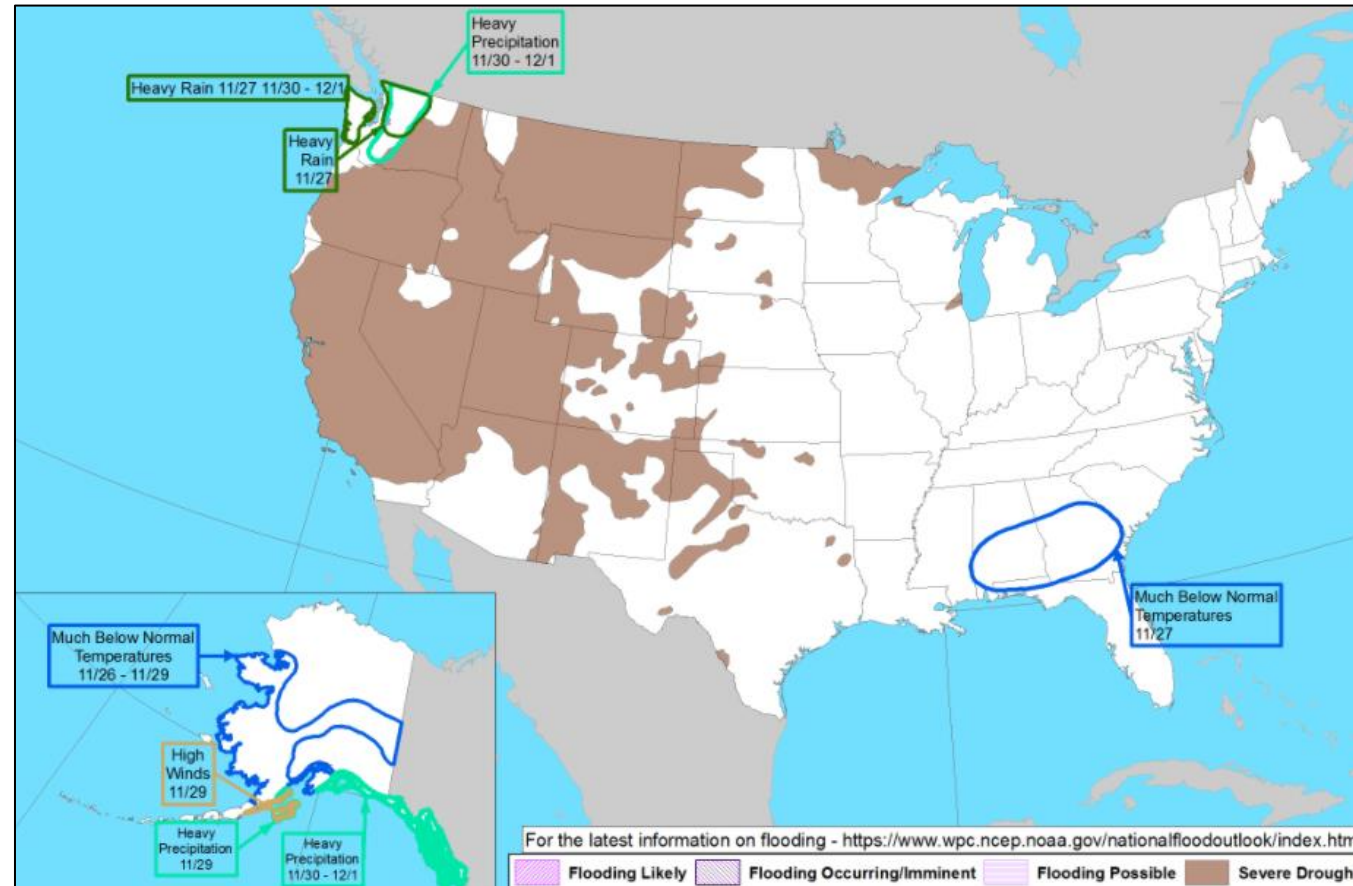 Heavy
Precipitation
11/30 - 12/1
Heavy Rain 11/27 11/30 - 12/1
Heavy
Rain
11/27
Much Below Normal
Temperatures
11/27
Much Below Normal
Temperatures
11/26 - 11/29
High
Winds
11/29
Heavy
Precipitation
11/29
Heavy
Precipitation
11/30 - 12/1
For the latest information on flooding - https://www.wpc.ncep.noaa.gov/nationalfloodoutlook/index.htm
Flooding Likely Flooding Occurring/Imminent Flooding Possible Severe Drough